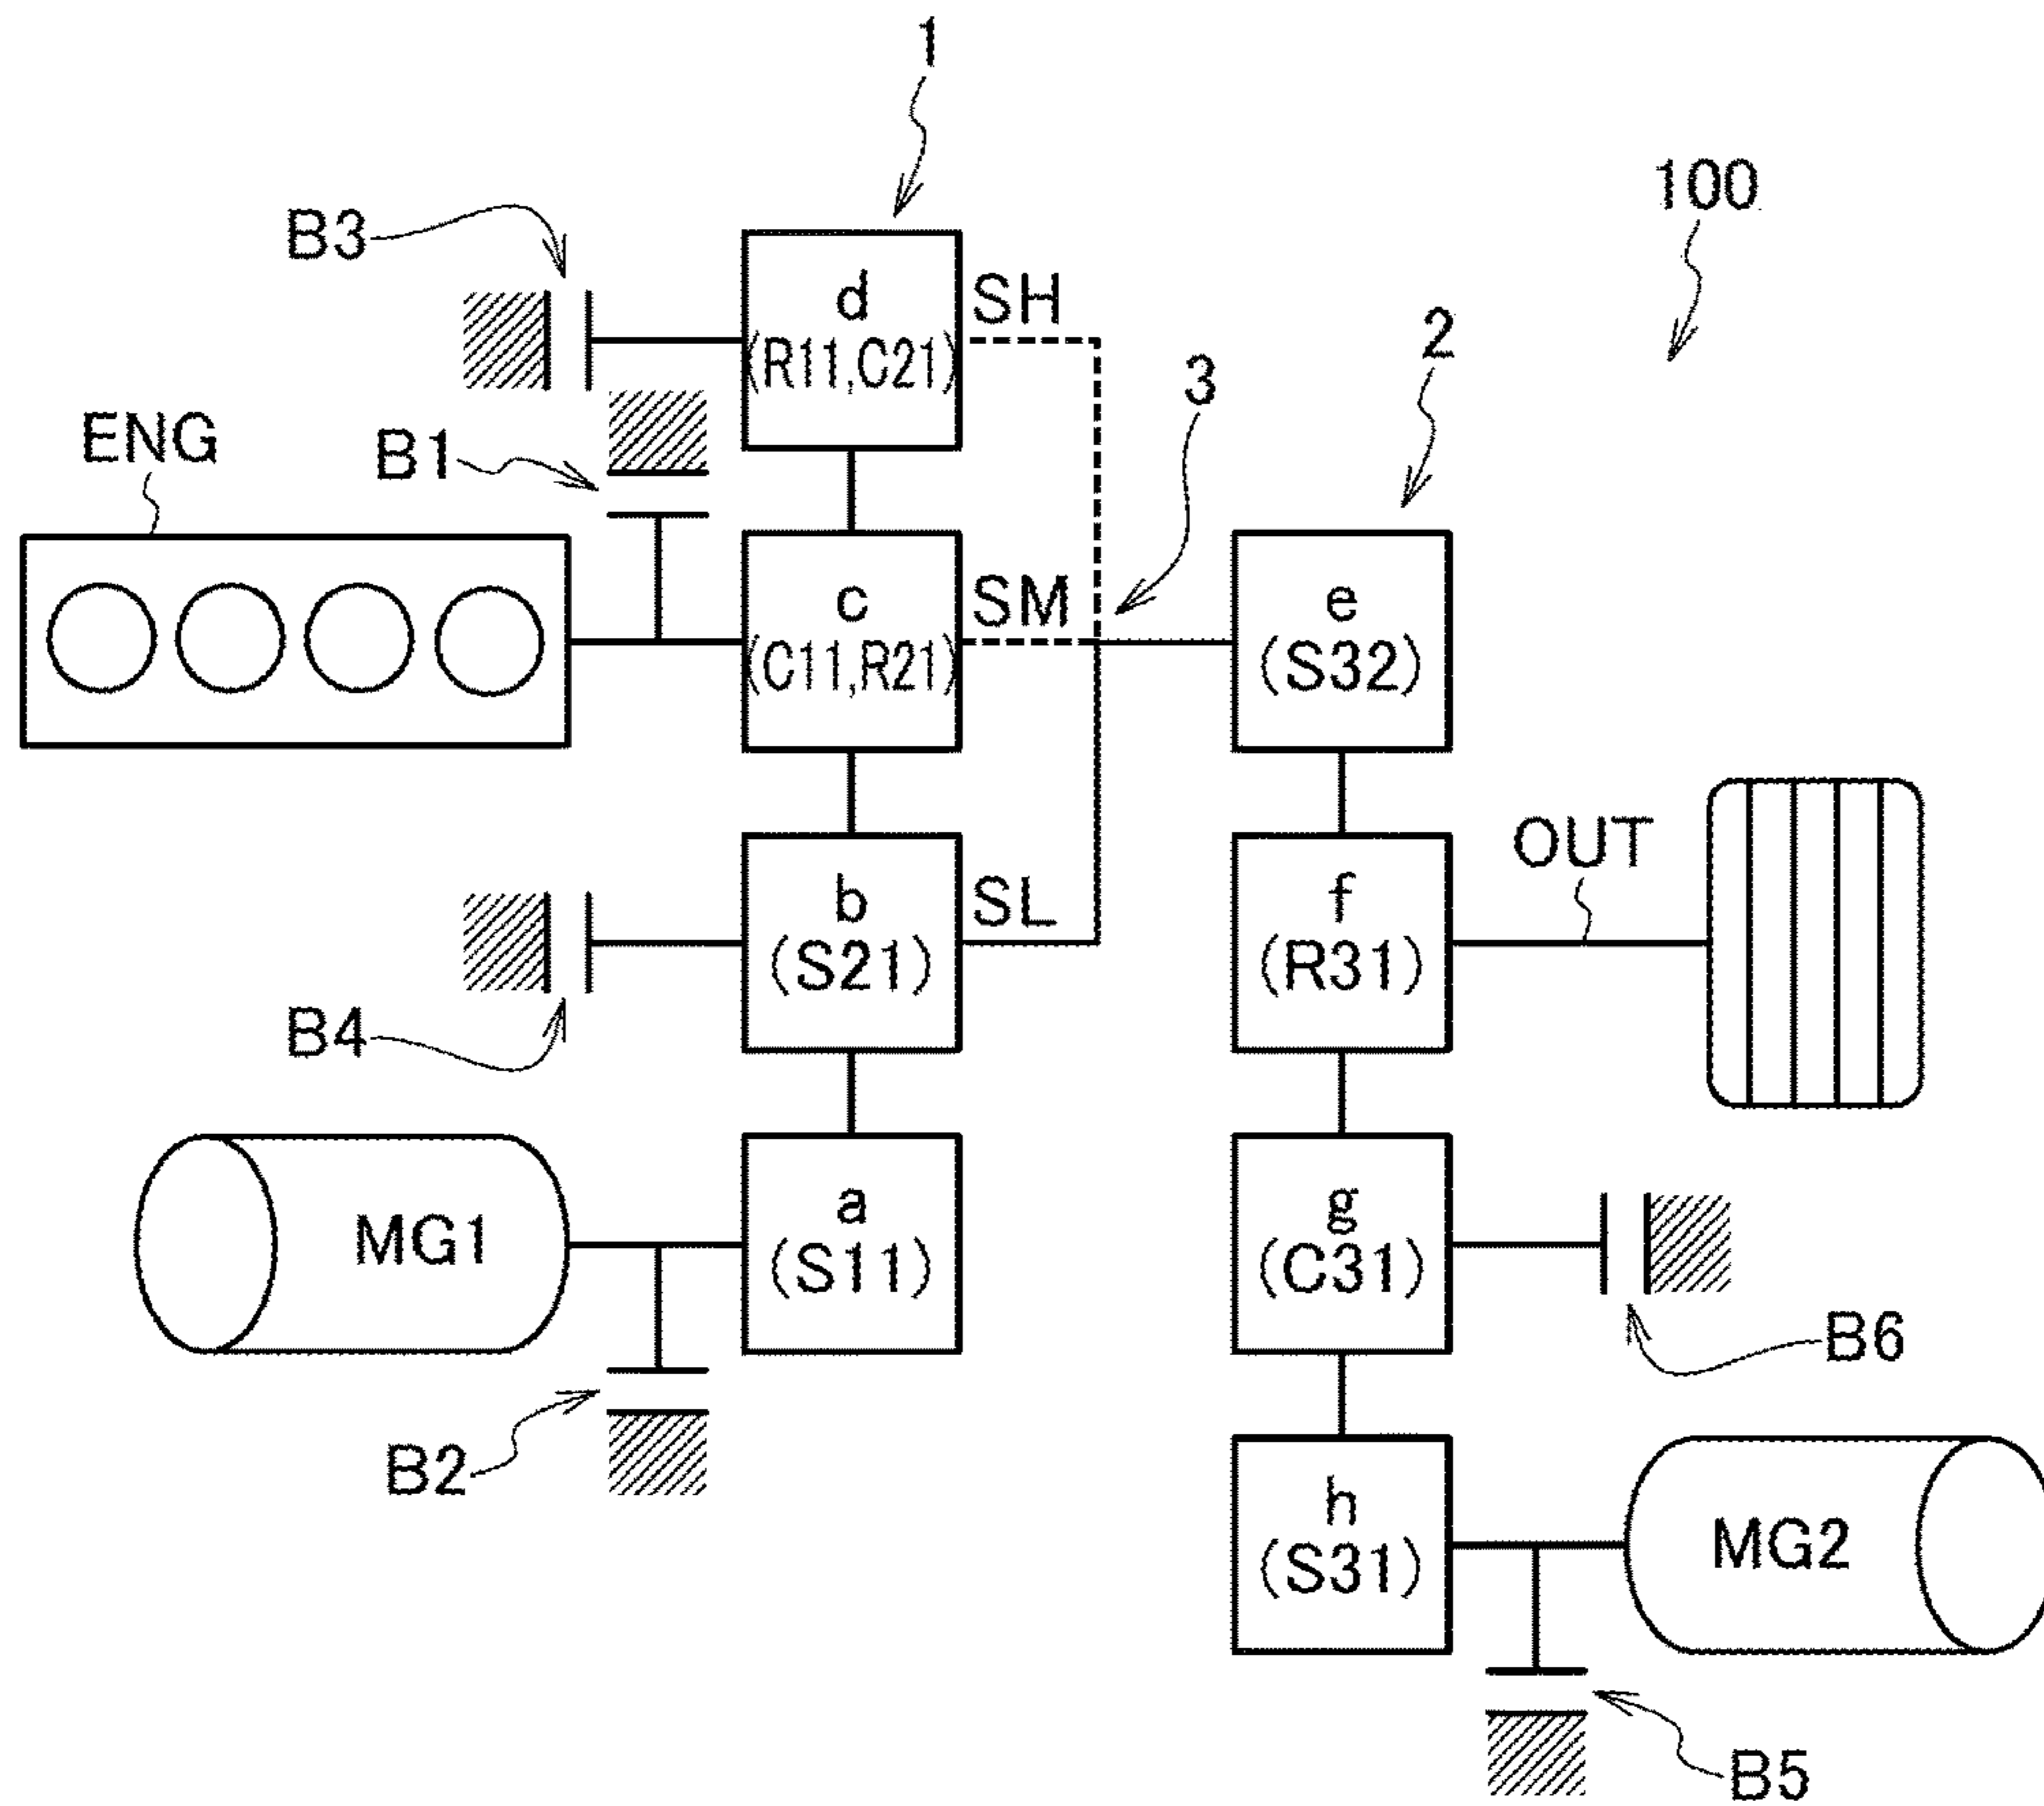 1
100
B3
d
(R11,C21)
SH
2
3
ENG
B1
c
(C11,R21)
SM
e
(S32)
b
(S21)
SL
f
(R31)
OUT
B4
MG1
a
(S11)
g
(C31)
B6
B2
h
(S31)
MG2
B5